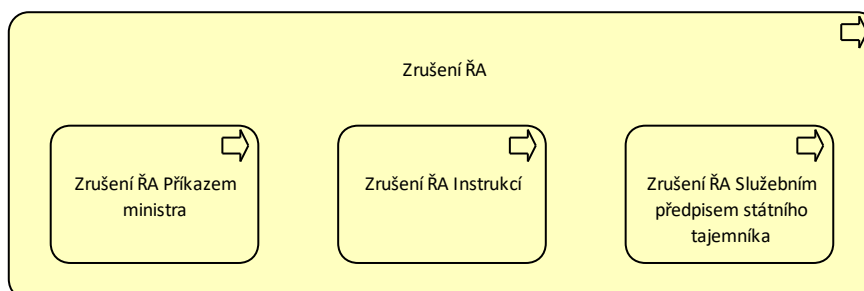 Zrušení ŘA
Zrušení ŘA Příkazem
ministra
Zrušení ŘA Instrukcí
Zrušení ŘA Služebním
předpisem státního
tajemníka